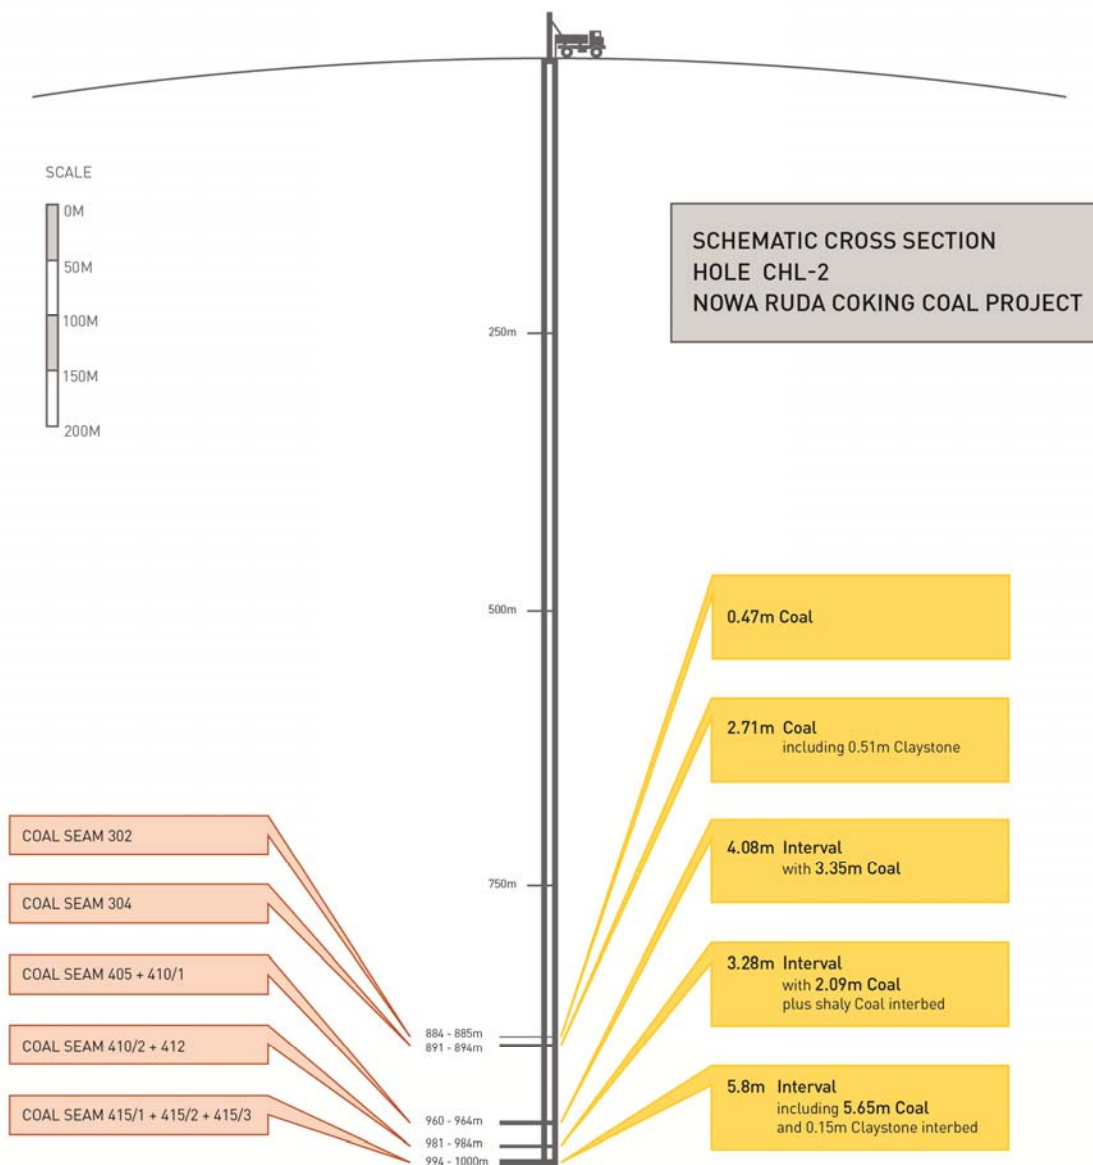 SCALE
0M
50M
100M
150M
200M
SCHEMATIC CROSS SECTION
HOLE CHL-2
NOWA RUDA COKING COAL PROJECT
250m
500m
750m
COAL SEAM 302
COAL SEAM 304
COAL SEAM 405 + 410/1
COAL SEAM 410/2 + 412
COAL SEAM 415/1 + 415/2 + 415/3
884 - 885m
891 - 894m
960 - 964m
981 - 984m
994 - 1000m
0.47m Coal
2.71m Coal
including 0.51m Claystone
4.08m Interval
with 3.35m Coal
3.28m Interval
with 2.09m Coal
plus shaly Coal interbed
5.8m Interval
including 5.65m Coal
and 0.15m Claystone interbed